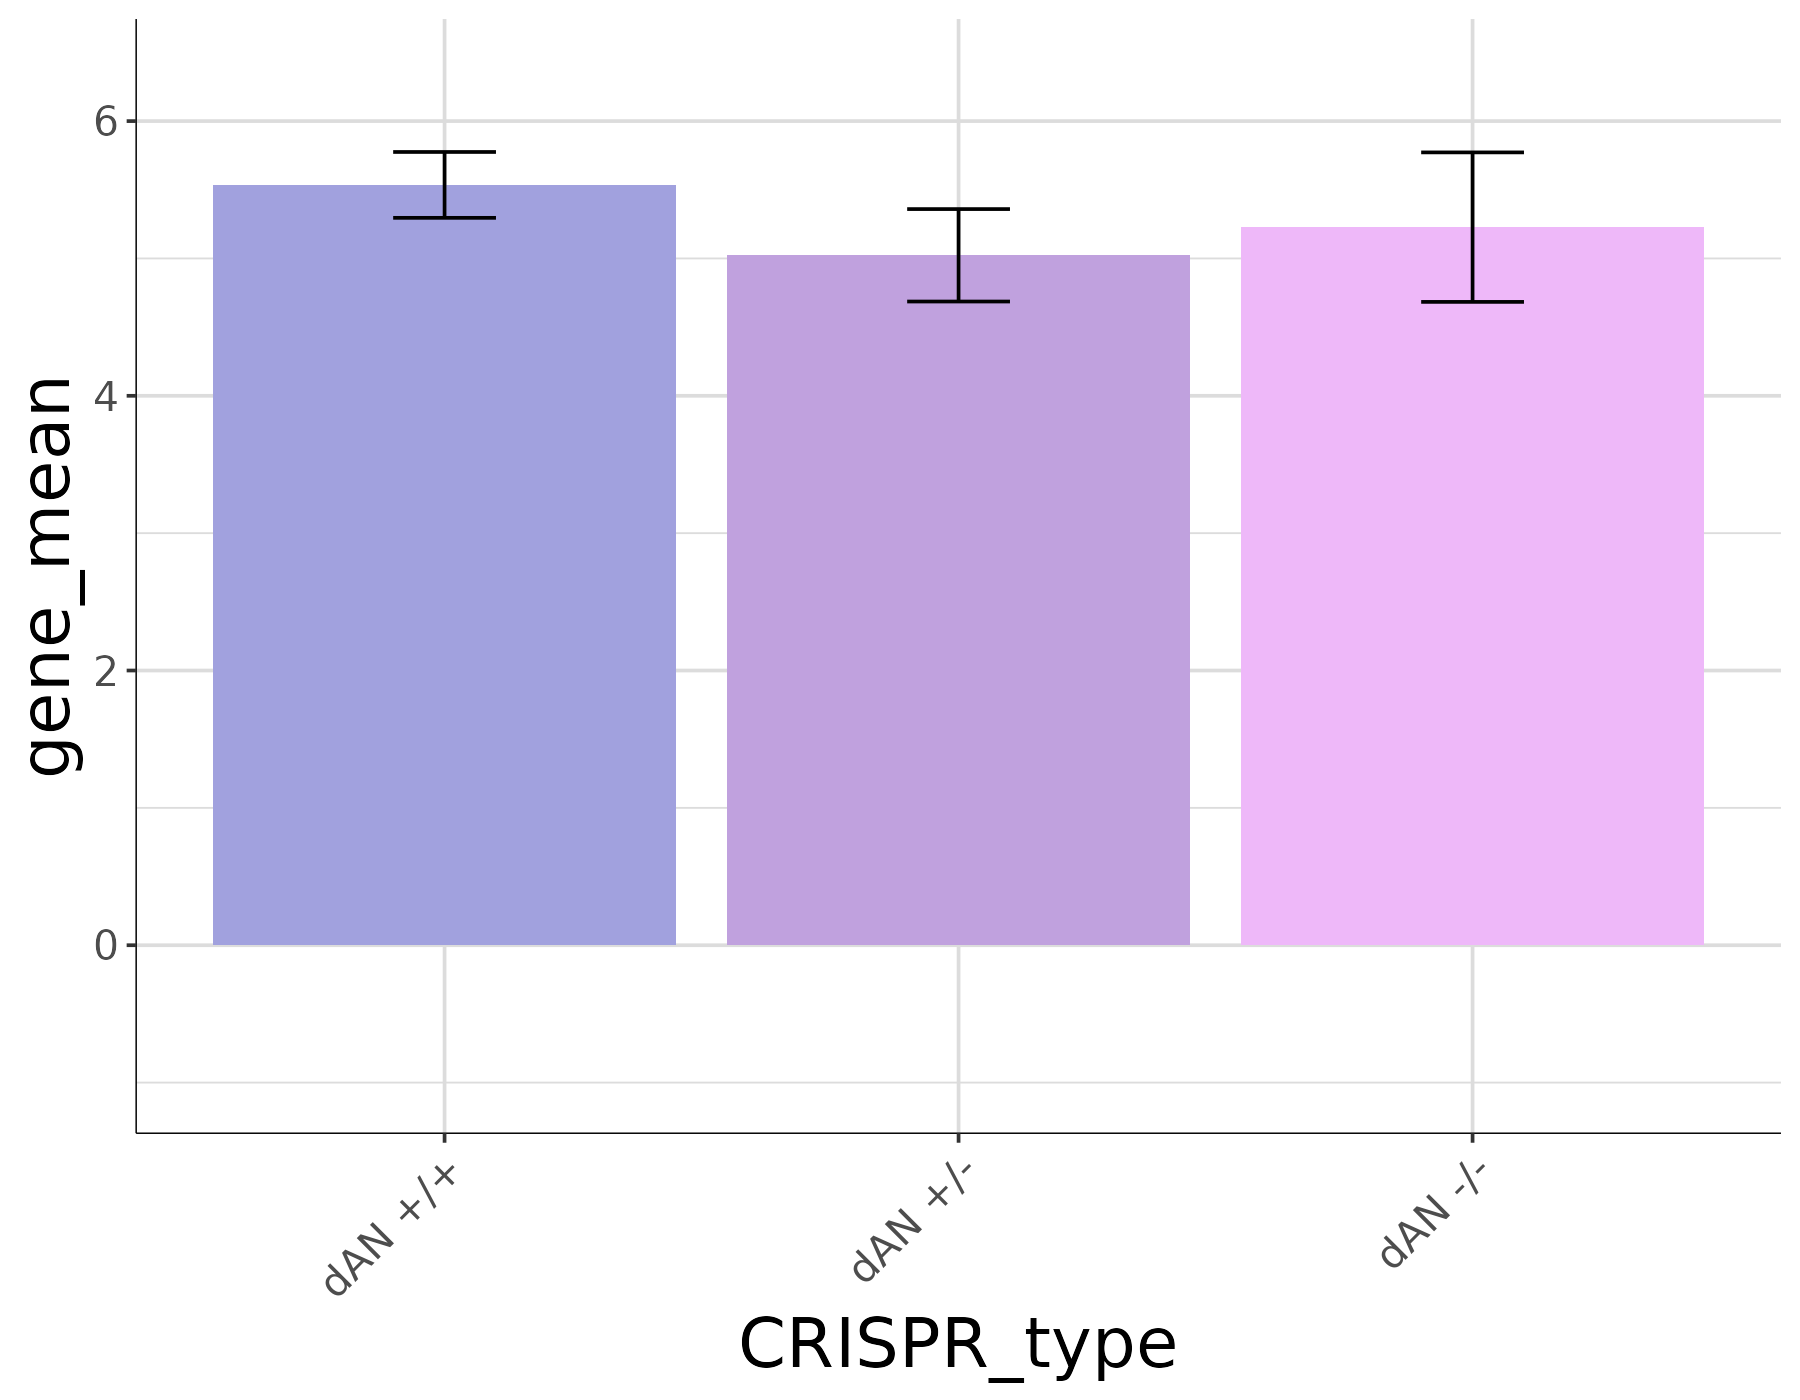 gene_mean
6
4
2
0
dAN +/+
dAN +/-
dAN -/-
CRISPR_type